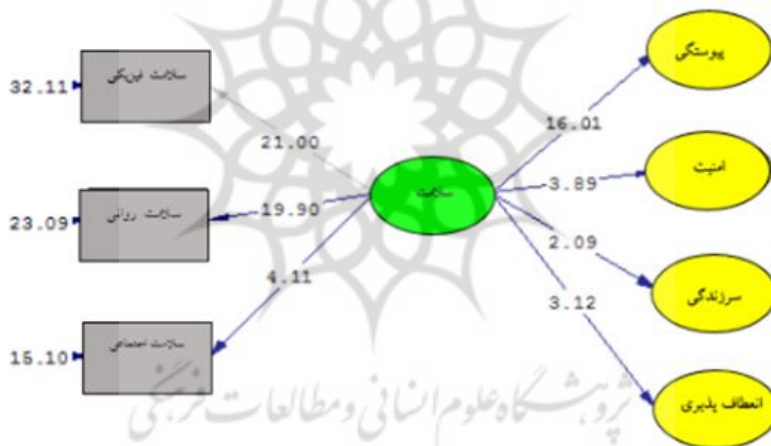 پیوستگی
سلامت فیزیکی
32.11
16.01
21.00
امنیت
3.89
سلامت
19.90
سلامت روانی
23.09
2.09
4.11
سرزندگی
3.12
سلامت اجتماعی
15.10
انعطاف پذیری
پژوهشگاه علوم انسانی و مطالعات فرهنگی